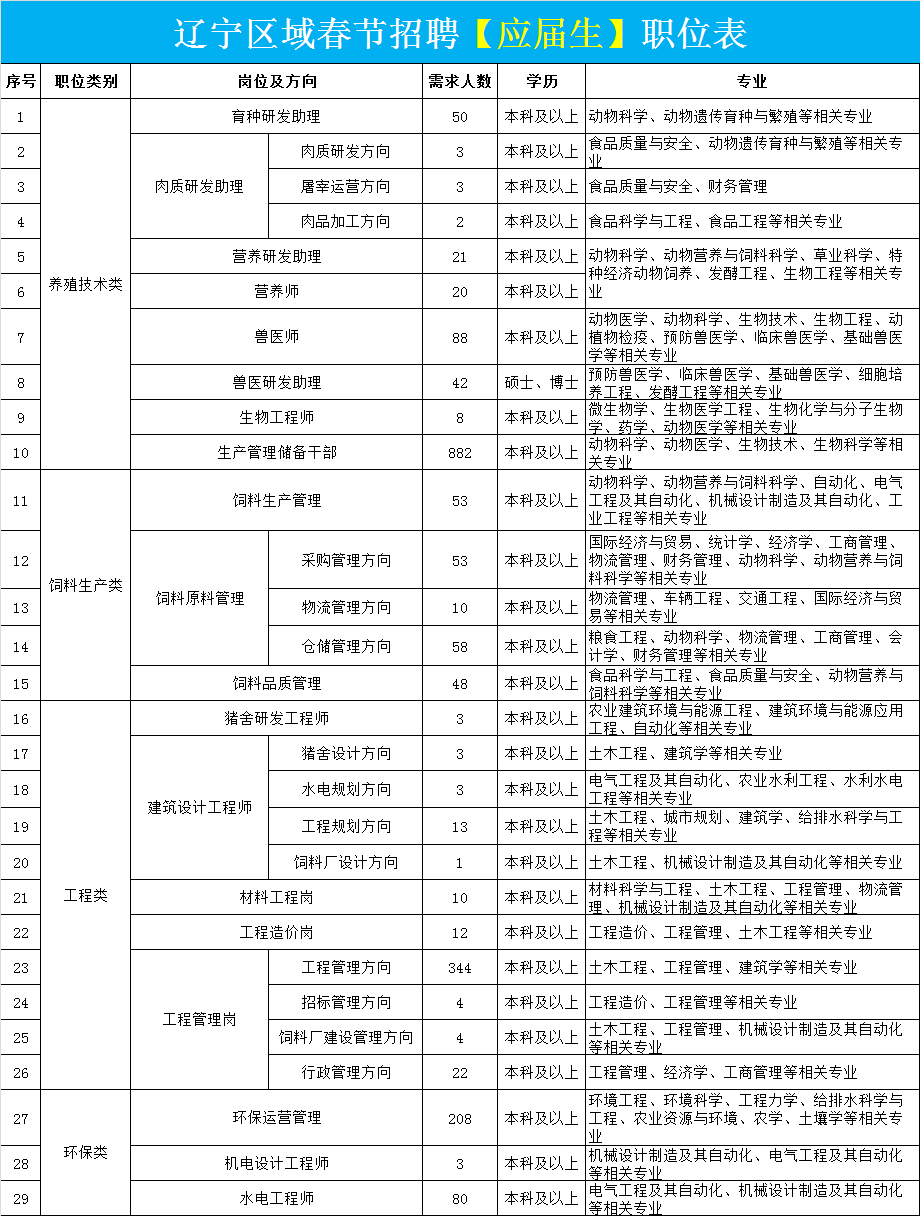 辽宁区域春节招聘【应届生】职位表
序号 职位类别 岗位及方向 需求人数 学历 专业
养殖技术类
1 育种研发助理 50 本科及以上 动物科学、动物遗传育种与繁殖等相关专业
肉质研发助理
2 肉质研发方向 3 本科及以上 食品质量与安全、动物遗传育种与繁殖等相关专
业
3 屠宰运营方向 3 本科及以上 食品质量与安全、财务管理
4 肉品加工方向 2 本科及以上 食品科学与工程、食品工程等相关专业
5 营养研发助理 21 本科及以上
6 营养师 20 本科及以上
动物科学、动物营养与饲料科学、草业科学、特
种经济动物饲养、发酵工程、生物工程等相关专
业
7 兽医师 88 本科及以上 动物医学、动物科学、生物技术、生物工程、动
植物检疫、预防兽医学、临床兽医学、基础兽医
学等相关专业
8 兽医研发助理 42 硕士、博士 预防兽医学、临床兽医学、基础兽医学、细胞培
养工程、发酵工程等相关专业
9 生物工程师 8 本科及以上 微生物学、生物医学工程、生物化学与分子生物
学、药学、动物医学等相关专业
10 生产管理储备干部 882 本科及以上 动物科学、动物医学、生物技术、生物科学等相
关专业
饲料生产类
11 饲料生产管理 53 本科及以上 动物科学、动物营养与饲料科学、自动化、电气
工程及其自动化、机械设计制造及其自动化、工
业工程等相关专业
饲料原料管理
12 采购管理方向 53 本科及以上 国际经济与贸易、统计学、经济学、工商管理、
物流管理、财务管理、动物科学、动物营养与饲
料科学等相关专业
13 物流管理方向 10 本科及以上 物流管理、车辆工程、交通工程、国际经济与贸
易等相关专业
14 仓储管理方向 58 本科及以上 粮食工程、动物科学、物流管理、工商管理、会
计学、财务管理等相关专业
15 饲料品质管理 48 本科及以上 食品科学与工程、食品质量与安全、动物营养与
饲料科学等相关专业
工程类
16 猪舍研发工程师 3 本科及以上 农业建筑环境与能源工程、建筑环境与能源应用
工程、自动化等相关专业
建筑设计工程师
17 猪舍设计方向 3 本科及以上 土木工程、建筑学等相关专业
18 水电规划方向 3 本科及以上 电气工程及其自动化、农业水利工程、水利水电
工程等相关专业
19 工程规划方向 13 本科及以上 土木工程、城市规划、建筑学、给排水科学与工
程等相关专业
20 饲料厂设计方向 1 本科及以上 土木工程、机械设计制造及其自动化等相关专业
21 材料工程岗 10 本科及以上 材料科学与工程、土木工程、工程管理、物流管
理、机械设计制造及其自动化等相关专业
22 工程造价岗 12 本科及以上 工程造价、工程管理、土木工程等相关专业
工程管理岗
23 工程管理方向 344 本科及以上 土木工程、工程管理、建筑学等相关专业
24 招标管理方向 4 本科及以上 工程造价、工程管理等相关专业
25 饲料厂建设管理方向 4 本科及以上 土木工程、工程管理、机械设计制造及其自动化
等相关专业
26 行政管理方向 22 本科及以上 工程管理、经济学、工商管理等相关专业
环保类
27 环保运营管理 208 本科及以上 环境工程、环境科学、工程力学、给排水科学与
工程、农业资源与环境、农学、土壤学等相关专
业
28 机电设计工程师 3 本科及以上 机械设计制造及其自动化、电气工程及其自动化
等相关专业
29 水电工程师 80 本科及以上 电气工程及其自动化、机械设计制造及其自动化
等相关专业